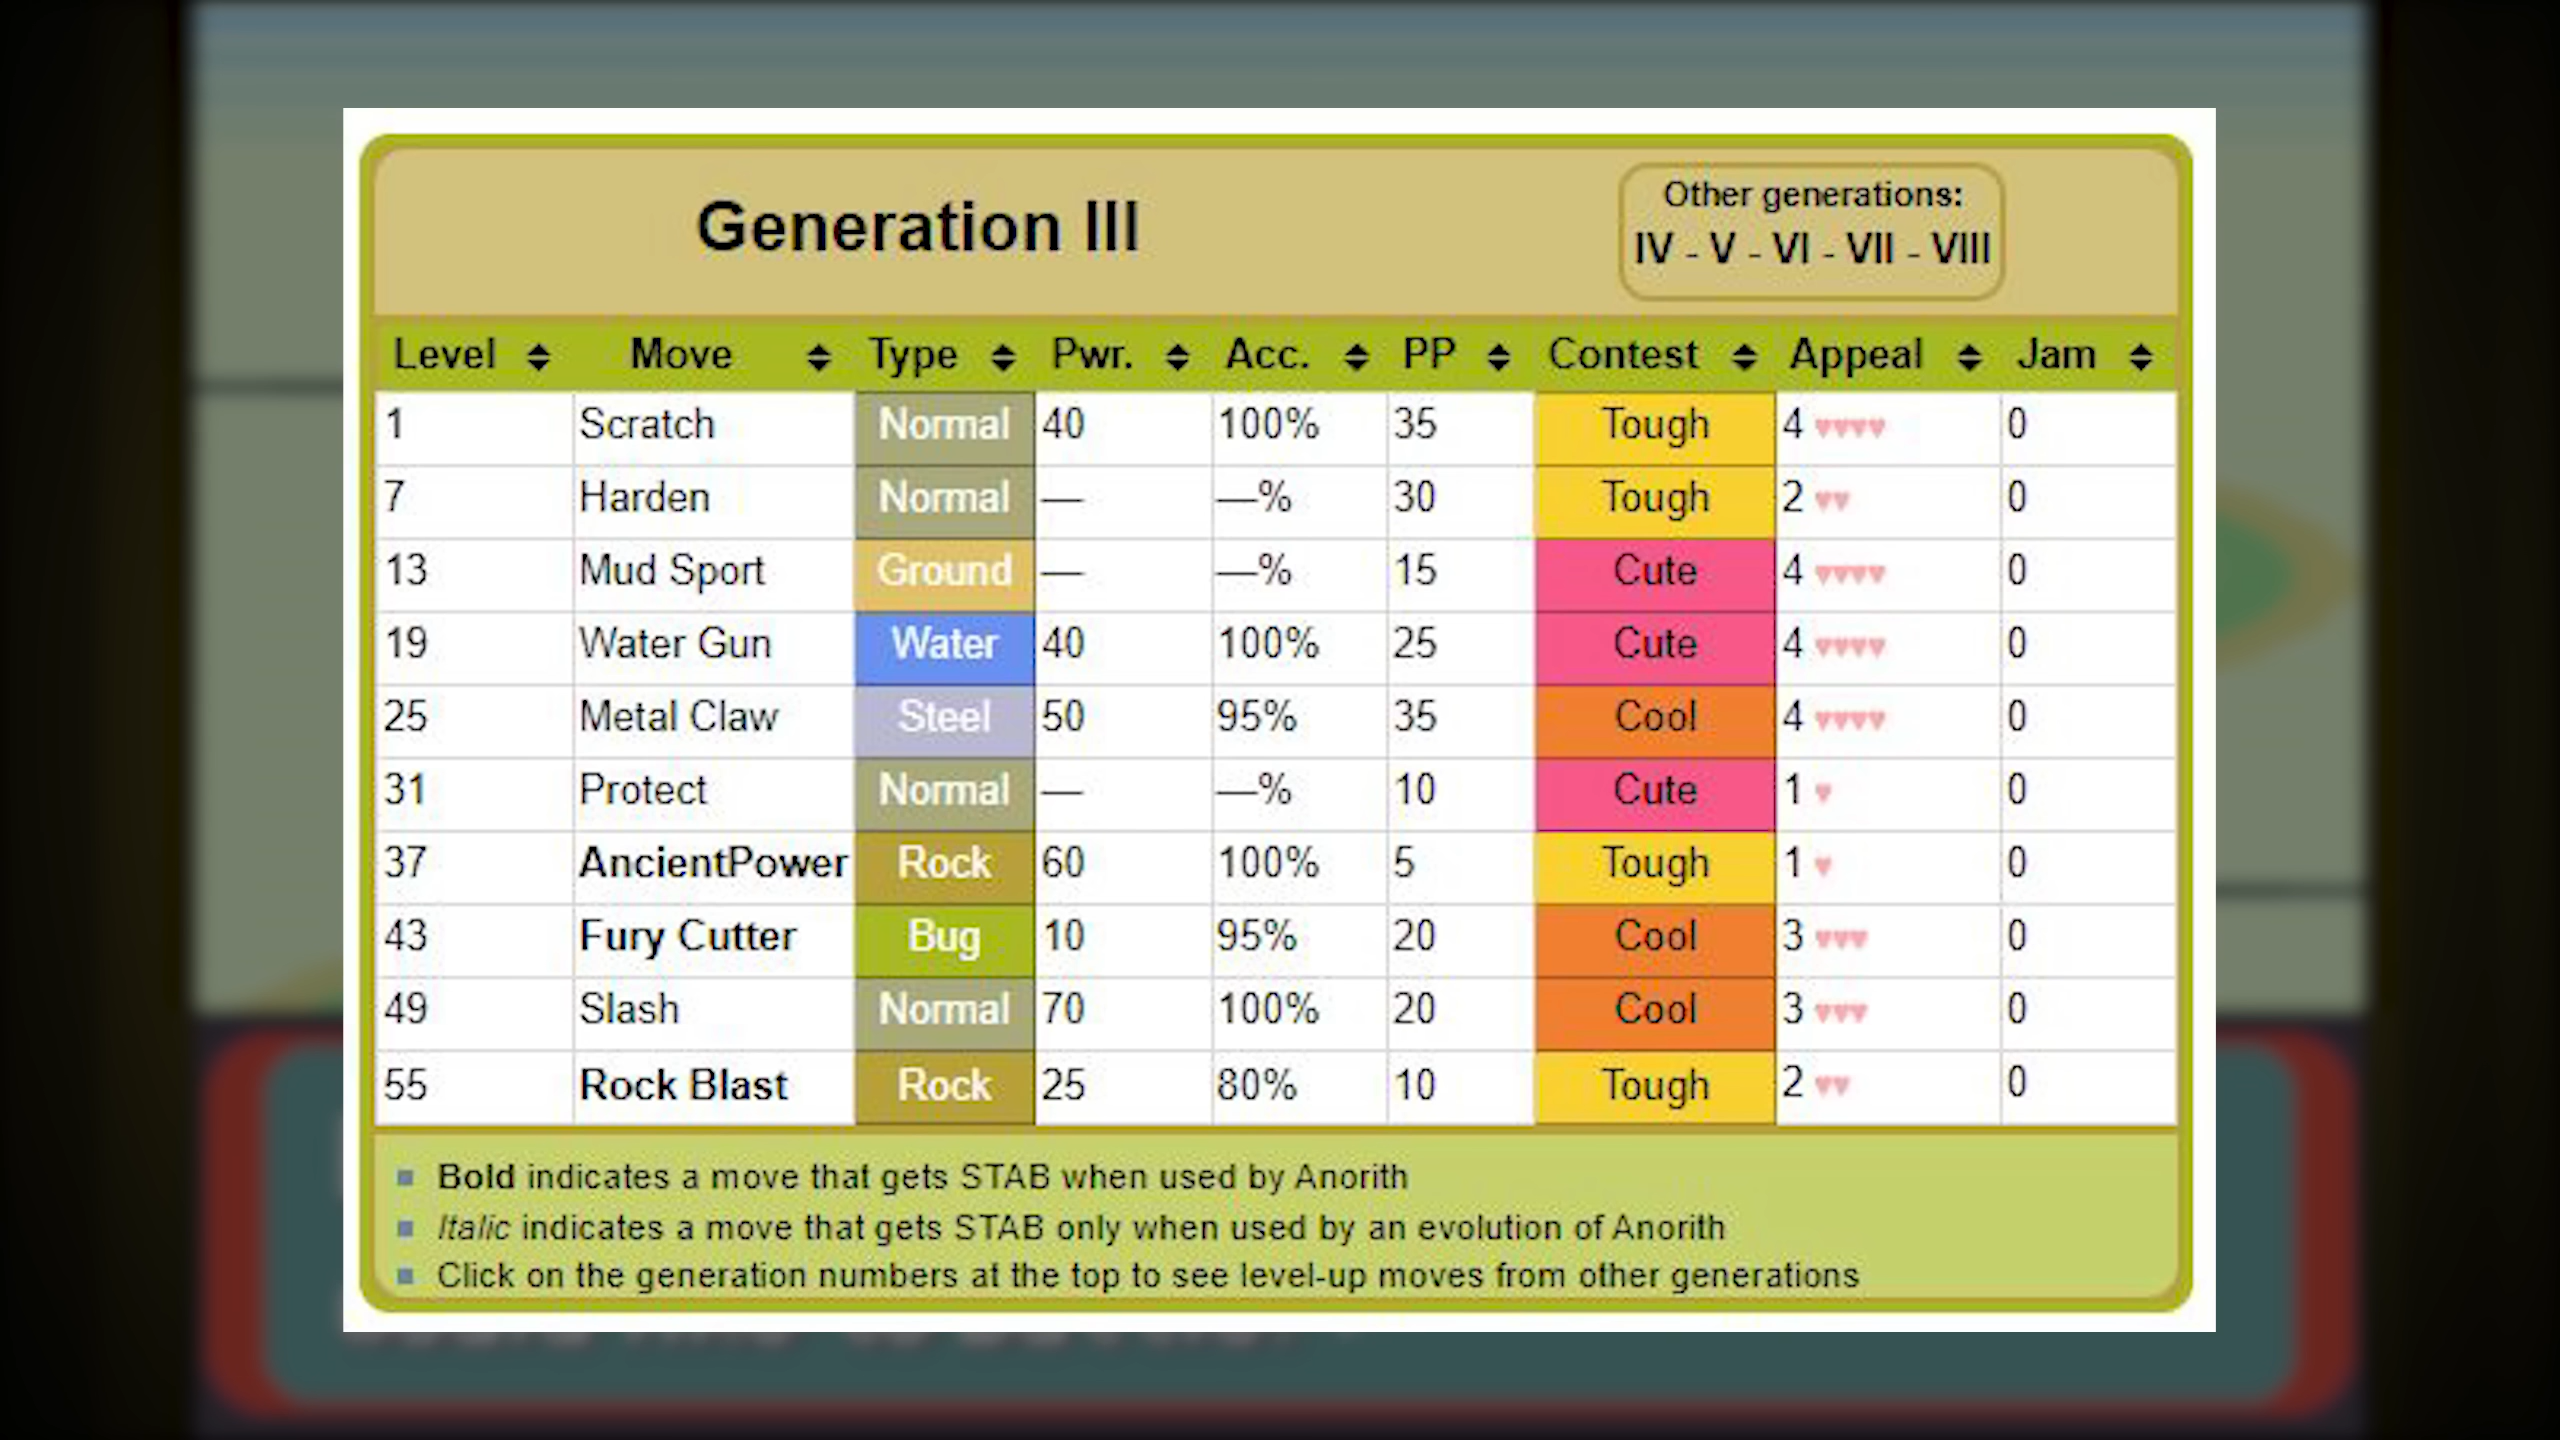 Generation III
Other generations:
IV - V - VI - VII - VIII
Level Move Type Pwr. Acc. PP Contest Appeal Jam
1 Scratch Normal 40 100% 35 Tough 4 ♥♥♥♥ 0
7 Harden Normal — —% 30 Tough 2 ♥♥ 0
13 Mud Sport Ground — —% 15 Cute 4 ♥♥♥♥ 0
19 Water Gun Water 40 100% 25 Cute 4 ♥♥♥♥ 0
25 Metal Claw Steel 50 95% 35 Cool 4 ♥♥♥♥ 0
31 Protect Normal — —% 10 Cute 1 ♥ 0
37 AncientPower Rock 60 100% 5 Tough 1 ♥ 0
43 Fury Cutter Bug 10 95% 20 Cool 3 ♥♥♥ 0
49 Slash Normal 70 100% 20 Cool 3 ♥♥♥ 0
55 Rock Blast Rock 25 80% 10 Tough 2 ♥♥ 0
Bold indicates a move that gets STAB when used by Anorith
Italic indicates a move that gets STAB only when used by an evolution of Anorith
Click on the generation numbers at the top to see level-up moves from other generations